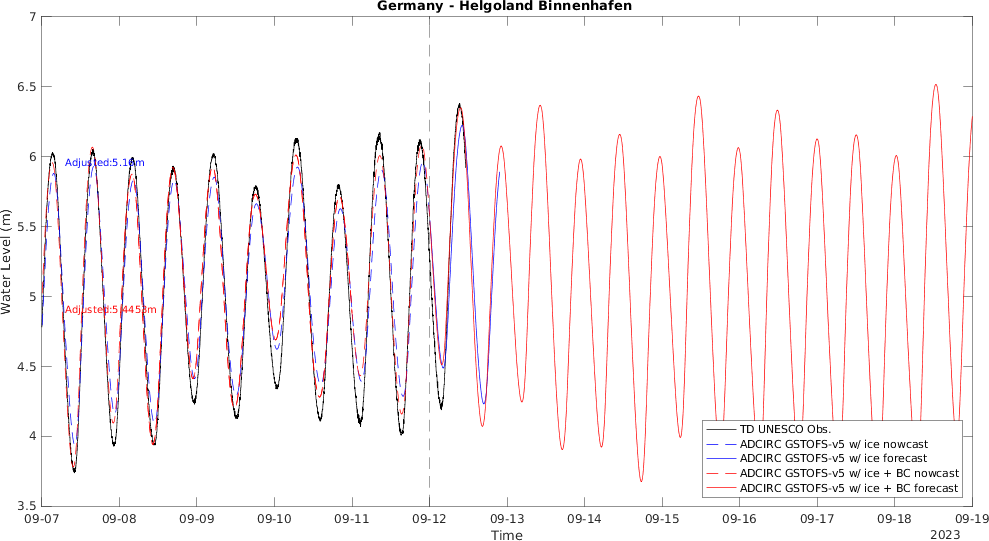 Germany - Helgoland Binnenhafen
7
6.5
6
5.5
5
4.5
4
3.5
Water Level (m)
Adjusted:5.16m
Adjusted:5.4453m
TD UNESCO Obs.
ADCIRC GSTOFS-v5 w/ ice nowcast
ADCIRC GSTOFS-v5 w/ ice forecast
ADCIRC GSTOFS-v5 w/ ice + BC nowcast
ADCIRC GSTOFS-v5 w/ ice + BC forecast
09-07 09-08 09-09 09-10 09-11 09-12 09-13 09-14 09-15 09-16 09-17 09-18 09-19
Time
2023